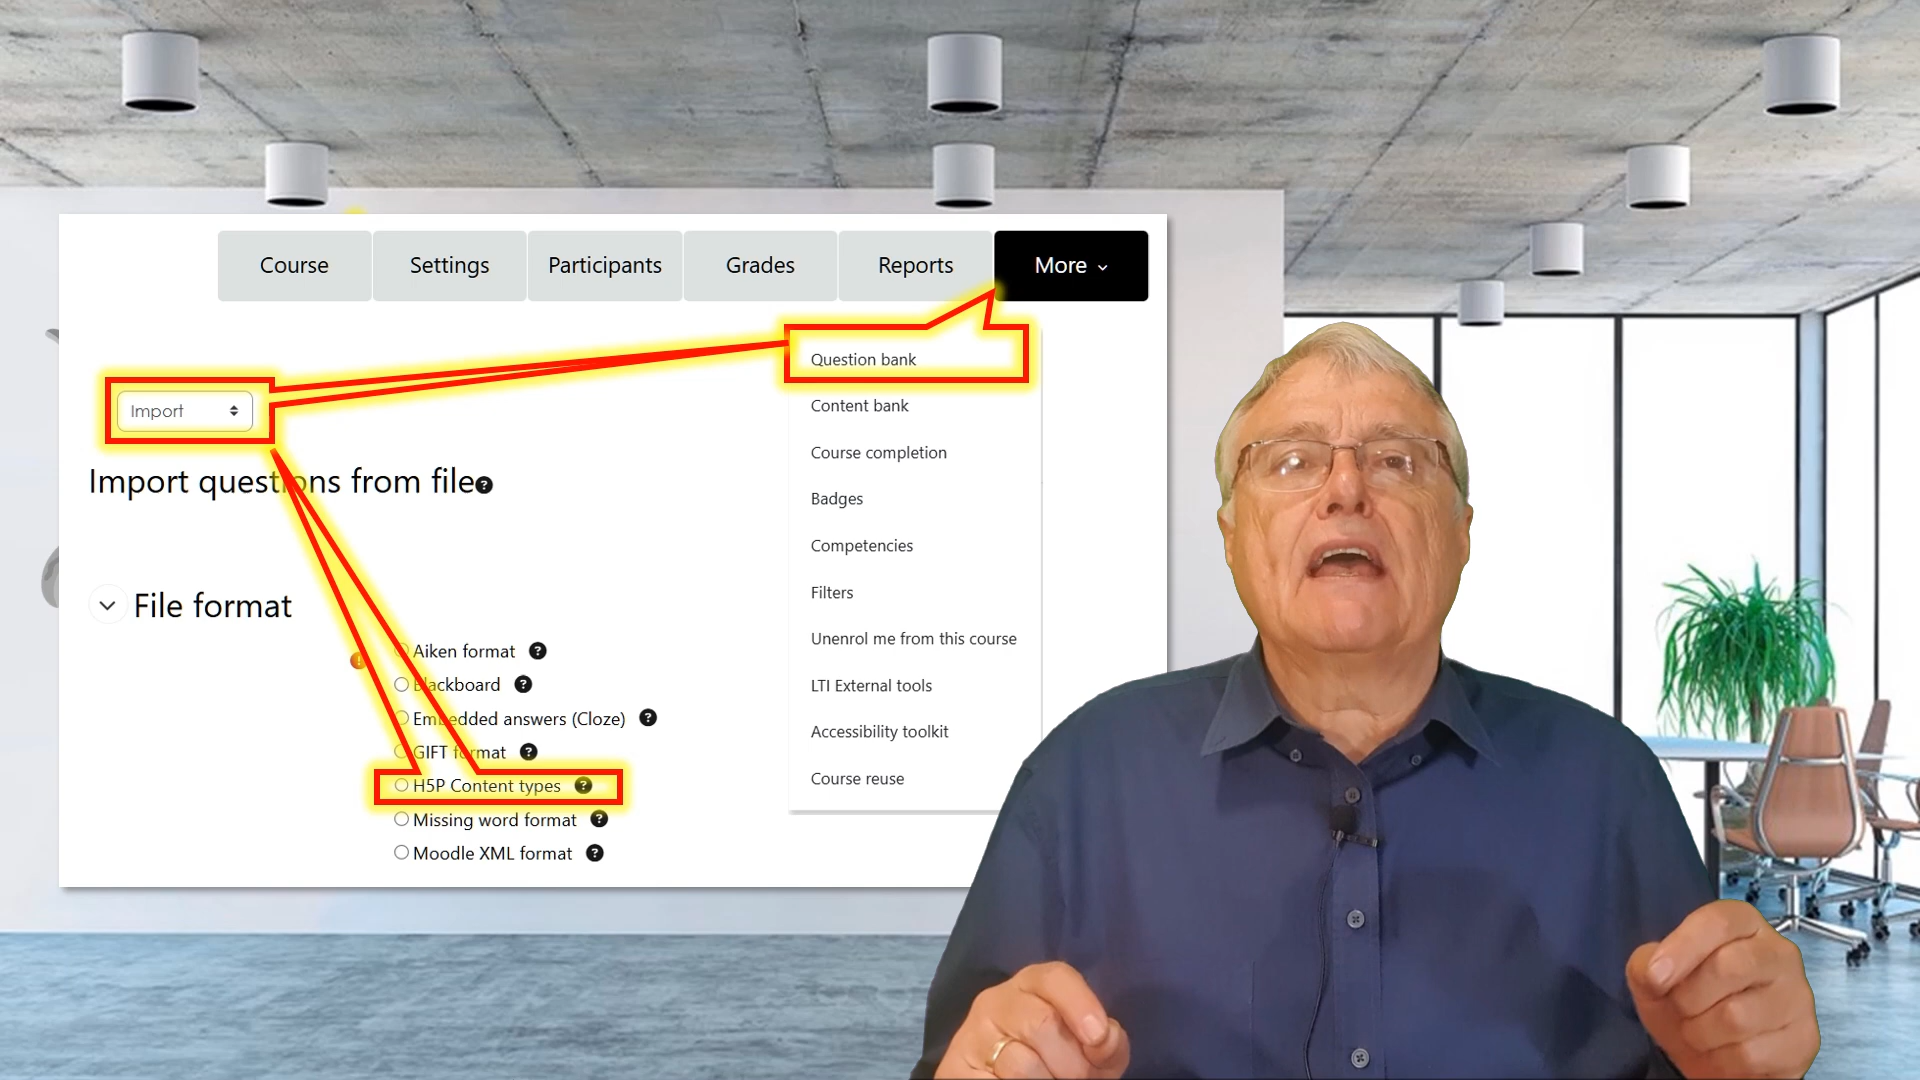 Course
Settings
Participants
Grades
Reports
More
Question bank
Import
Content bank
Course completion
Import questions from file
Badges
Competencies
Filters
File format
Unenrol me from this course
Aiken format
Blackboard
LTI External tools
Embedded answers (Cloze)
Accessibility toolkit
GIFT format
Course reuse
H5P Content types
Missing word format
Moodle XML format